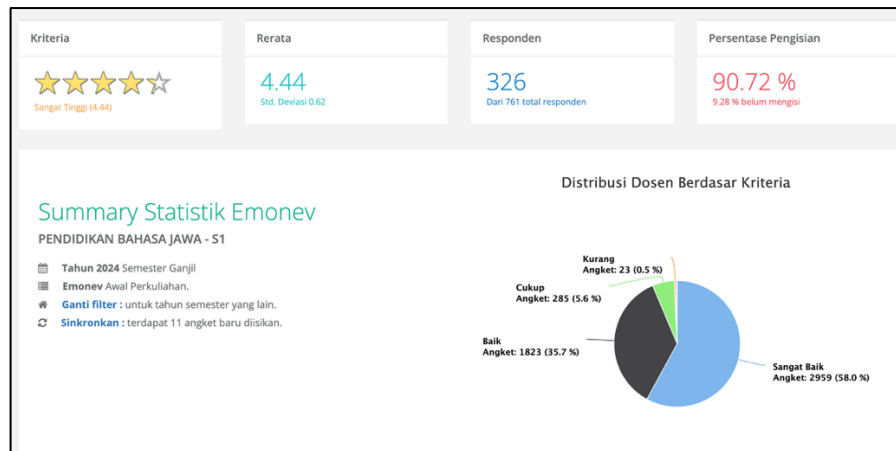 Kriteria
Sangat Tinggi (4.44)
Rerata
4.44
Std. Deviasi 0.62
Responden
326
Dari 761 total responden
Persentase Pengisian
90.72 %
9.28 % belum mengisi
Summary Statistik Emonev
PENDIDIKAN BAHASA JAWA - S1
Tahun 2024 Semester Ganjil
Emonev Awal Perkuliahan.
Ganti filter : untuk tahun semester yang lain.
Sinkronkan : terdapat 11 angket baru diisikan.
Distribusi Dosen Berdasar Kriteria
Kurang
Angket: 23 (0.5 %)
Cukup
Angket: 285 (5.6 %)
Baik
Angket: 1823 (35.7 %)
Sangat Baik
Angket: 2959 (58.0 %)